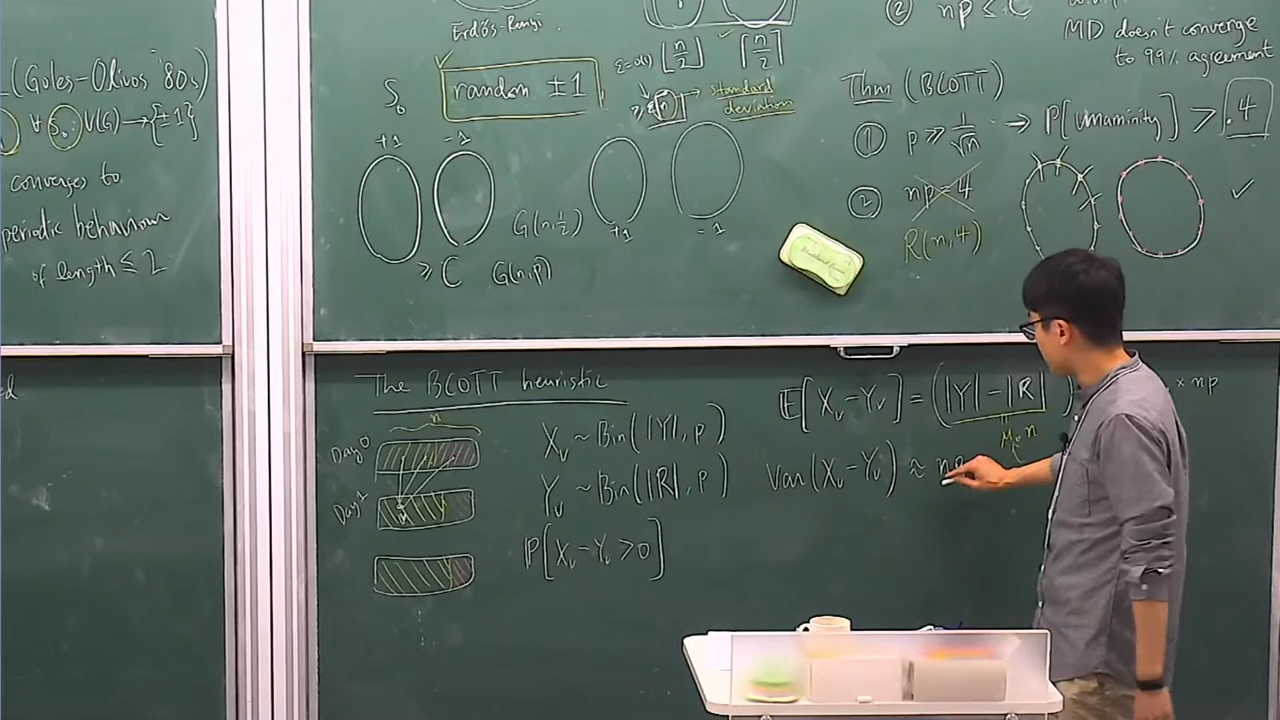 (Goles-Olivos '80s)
∀ S₀: V(G) → {±1}
converges to
periodic behaviour
of length ≤ 2
Erdős-Rényi
S₀
random ±1
+1 -1
G(n, 1/2)
≥ C G(n,p)
⌊n/2⌋ ⌈n/2⌉
standard
deviation
+1 -1
② np ≤ C
MD doesn't converge
to 99% agreement
Thm (BCOTT)
① p ≫ 1/√n ⇒ P[unaminity] > .4
② np = 4
R(n,4)
The BCOTT heuristic
n
Day 0
Day 1
X_v ~ Bin(|Y|, p)
Y_v ~ Bin(|R|, p)
P[X_v - Y_v > 0]
E[X_v - Y_v] = (|Y| - |R|)
× np
Var(X_v - Y_v) ≈ np